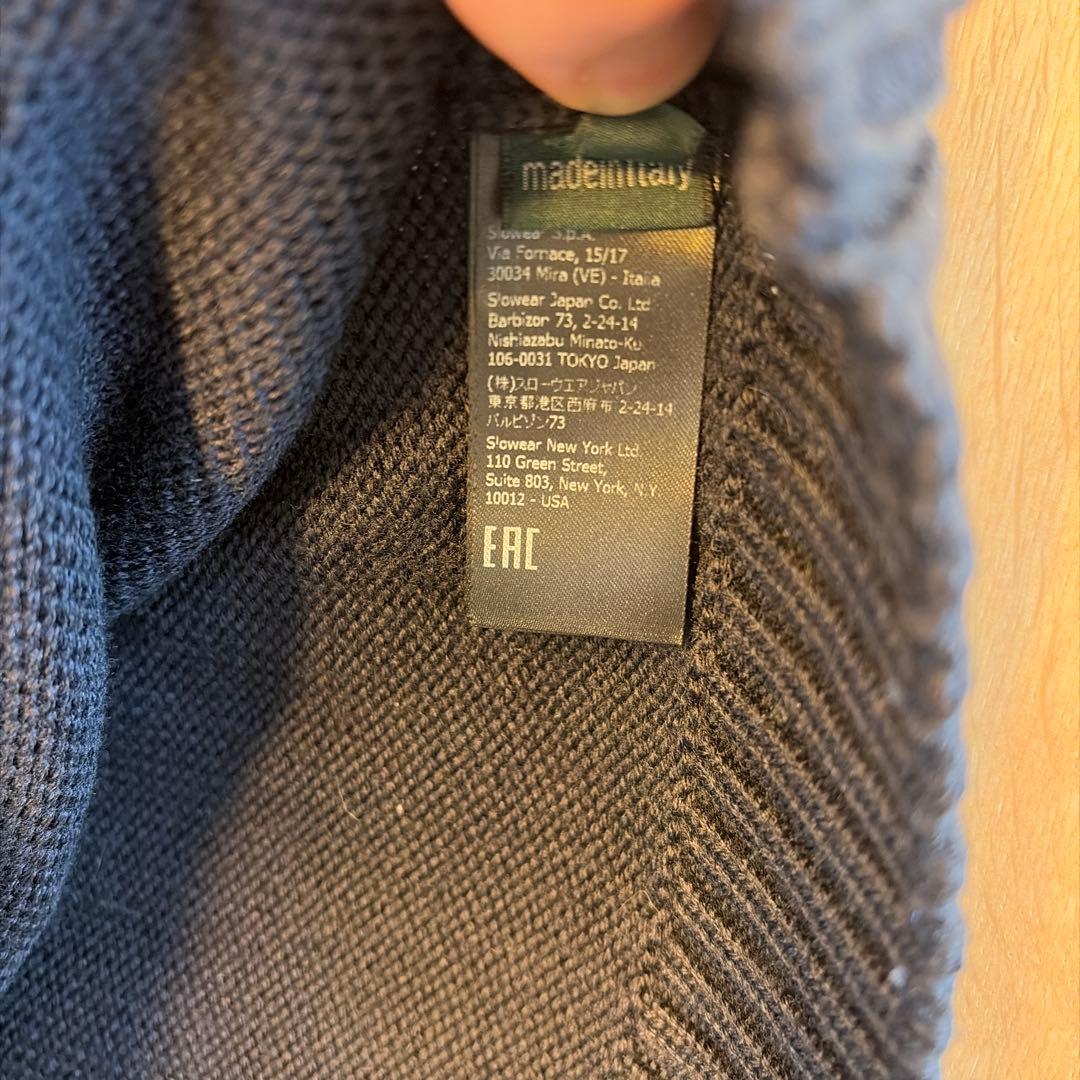 madeinItaly
Slowear S.p.A.
Via Fornace, 15/17
30034 Mira (VE) - Italia
Slowear Japan Co. Ltd
Barbizon 73, 2-24-14
Nishiazabu Minato-Ku
106-0031 TOKYO Japan
(株)スローウエアジャパン
東京都港区西麻布 2-24-14
バルビゾン73
Slowear New York Ltd
110 Green Street,
Suite 803, New York, N.Y
10012 - USA
EAC